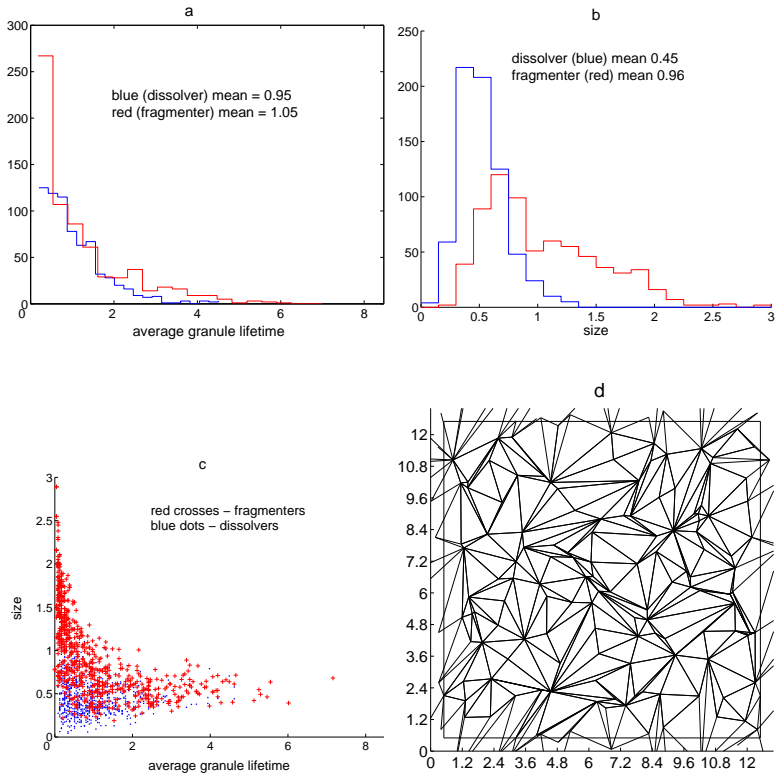 a
300
250
200
150
100
50
0
blue (dissolver) mean = 0.95
red (fragmenter) mean = 1.05
0 2 4 6 8
average granule lifetime
b
250
200
150
100
50
0
dissolver (blue) mean 0.45
fragmenter (red) mean 0.96
0 0.5 1 1.5 2 2.5 3
size
c
size
3
2.5
2
1.5
1
0.5
0
red crosses − fragmenters
blue dots − dissolvers
0 2 4 6 8
average granule lifetime
d
12
10.8
9.6
8.4
7.2
6
4.8
3.6
2.4
1.2
0
0 1.2 2.4 3.6 4.8 6 7.2 8.4 9.6 10.8 12